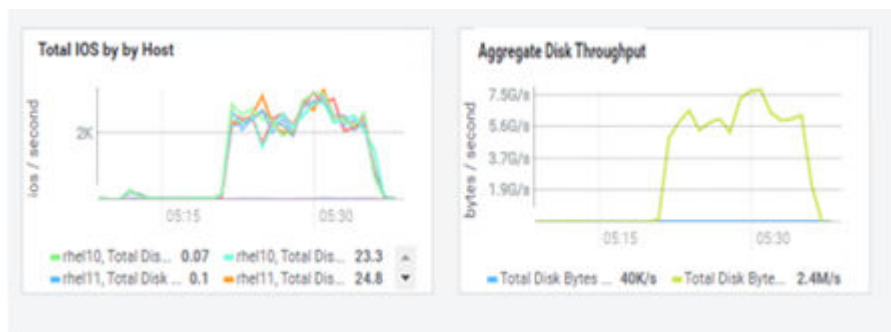 Total IOS by by Host
ios / second
2K
05:15 05:30
rhel10, Total Dis... 0.07 rhel10, Total Dis... 23.3
rhel11, Total Disk ... 0.1 rhel11, Total Dis... 24.8
Aggregate Disk Throughput
bytes / second
7.5G/s
5.6G/s
3.7G/s
1.9G/s
05:15 05:30
Total Disk Bytes ... 40K/s Total Disk Byte... 2.4M/s